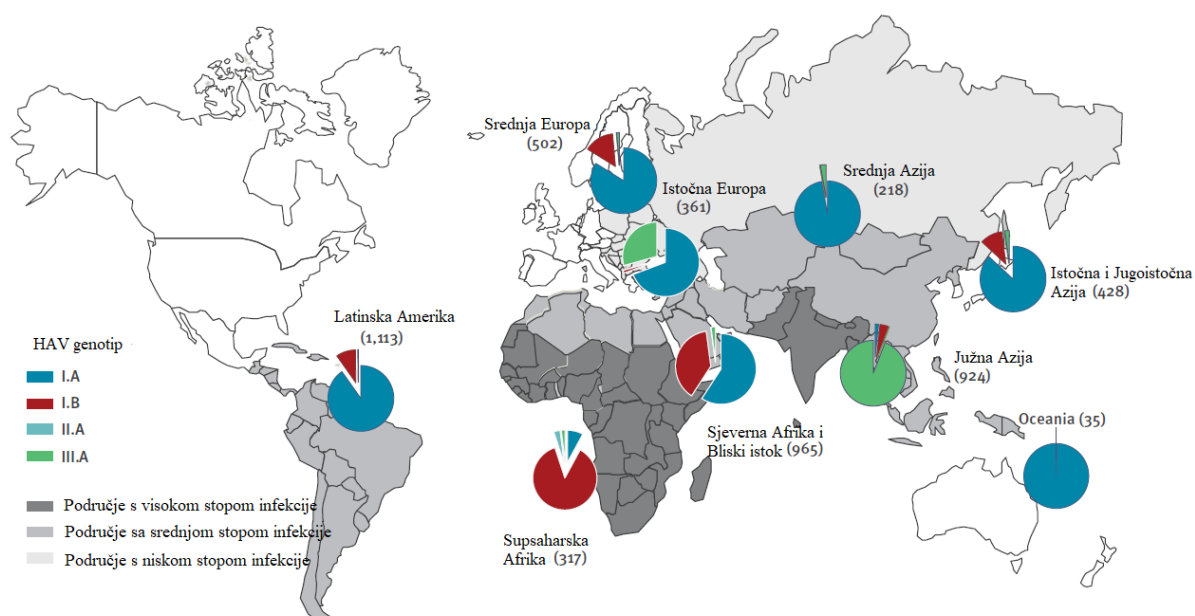 Srednja Europa
(502)
Istočna Europa
(361)
Srednja Azija
(218)
Istočna i Jugoistočna
Azija (428)
Latinska Amerika
(1,113)
Južna Azija
(924)
Oceania (35)
Sjeverna Afrika i
Bliski istok (965)
Supsaharska
Afrika (317)
HAV genotip
I.A
I.B
II.A
III.A
Područje s visokom stopom infekcije
Područje sa srednjom stopom infekcije
Područje s niskom stopom infekcije